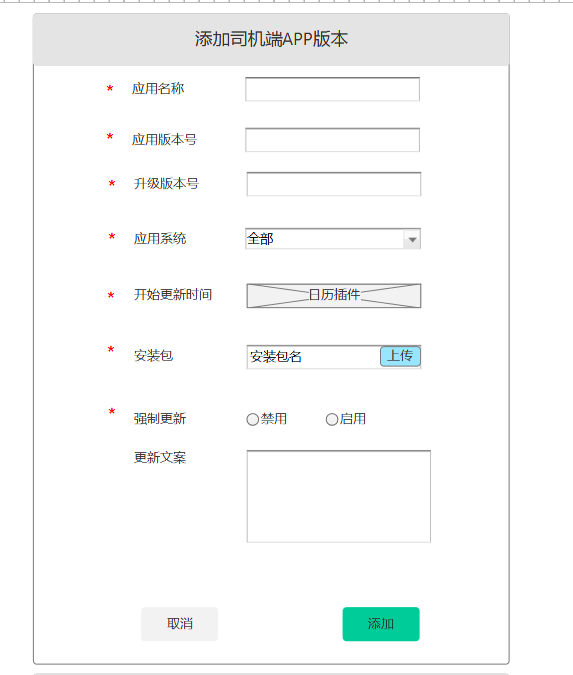 添加司机端APP版本
* 应用名称
* 应用版本号
* 升级版本号
* 应用系统 全部
* 开始更新时间 日历插件
* 安装包 安装包名 上传
* 强制更新 禁用 启用
更新文案
取消 添加